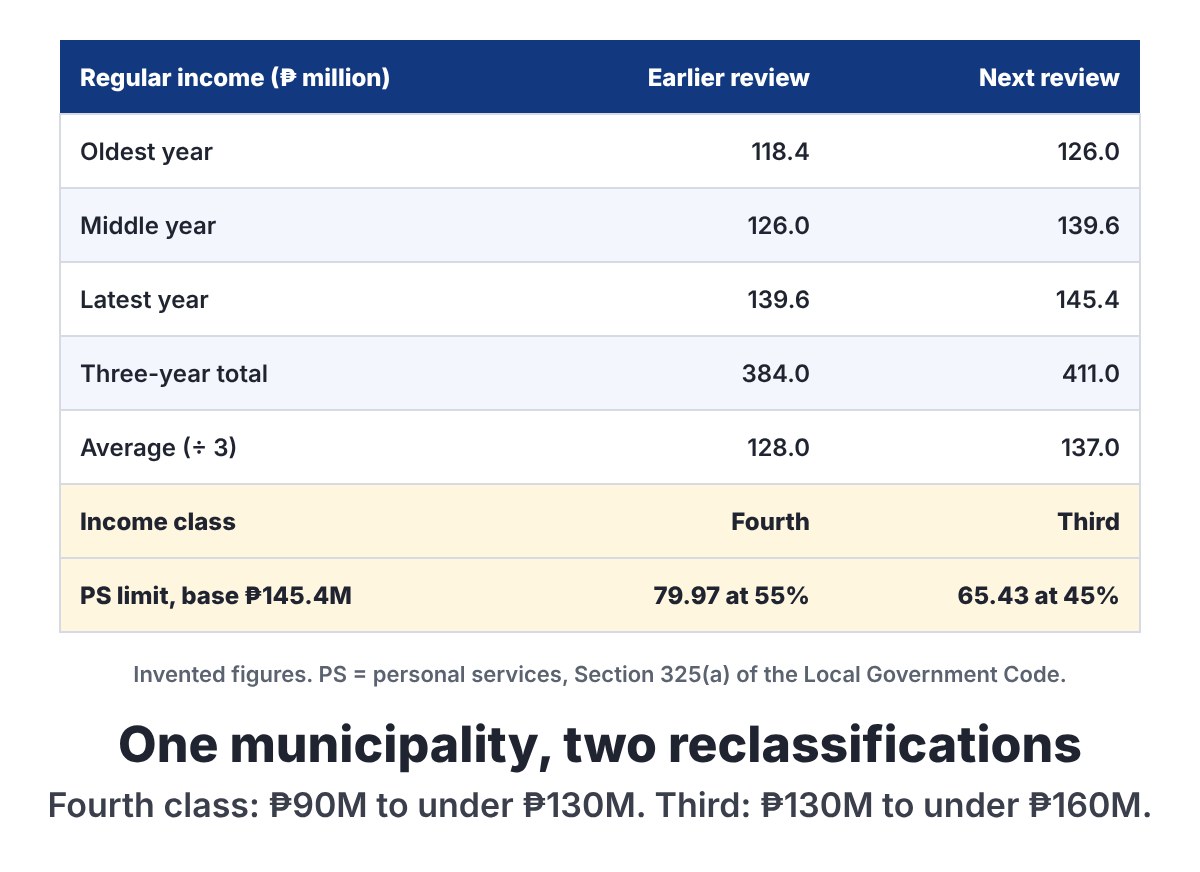 Regular income (₱ million) Earlier review Next review
Oldest year 118.4 126.0
Middle year 126.0 139.6
Latest year 139.6 145.4
Three-year total 384.0 411.0
Average (÷ 3) 128.0 137.0
Income class Fourth Third
PS limit, base ₱145.4M 79.97 at 55% 65.43 at 45%
Invented figures. PS = personal services, Section 325(a) of the Local Government Code.
One municipality, two reclassifications
Fourth class: ₱90M to under ₱130M. Third: ₱130M to under ₱160M.